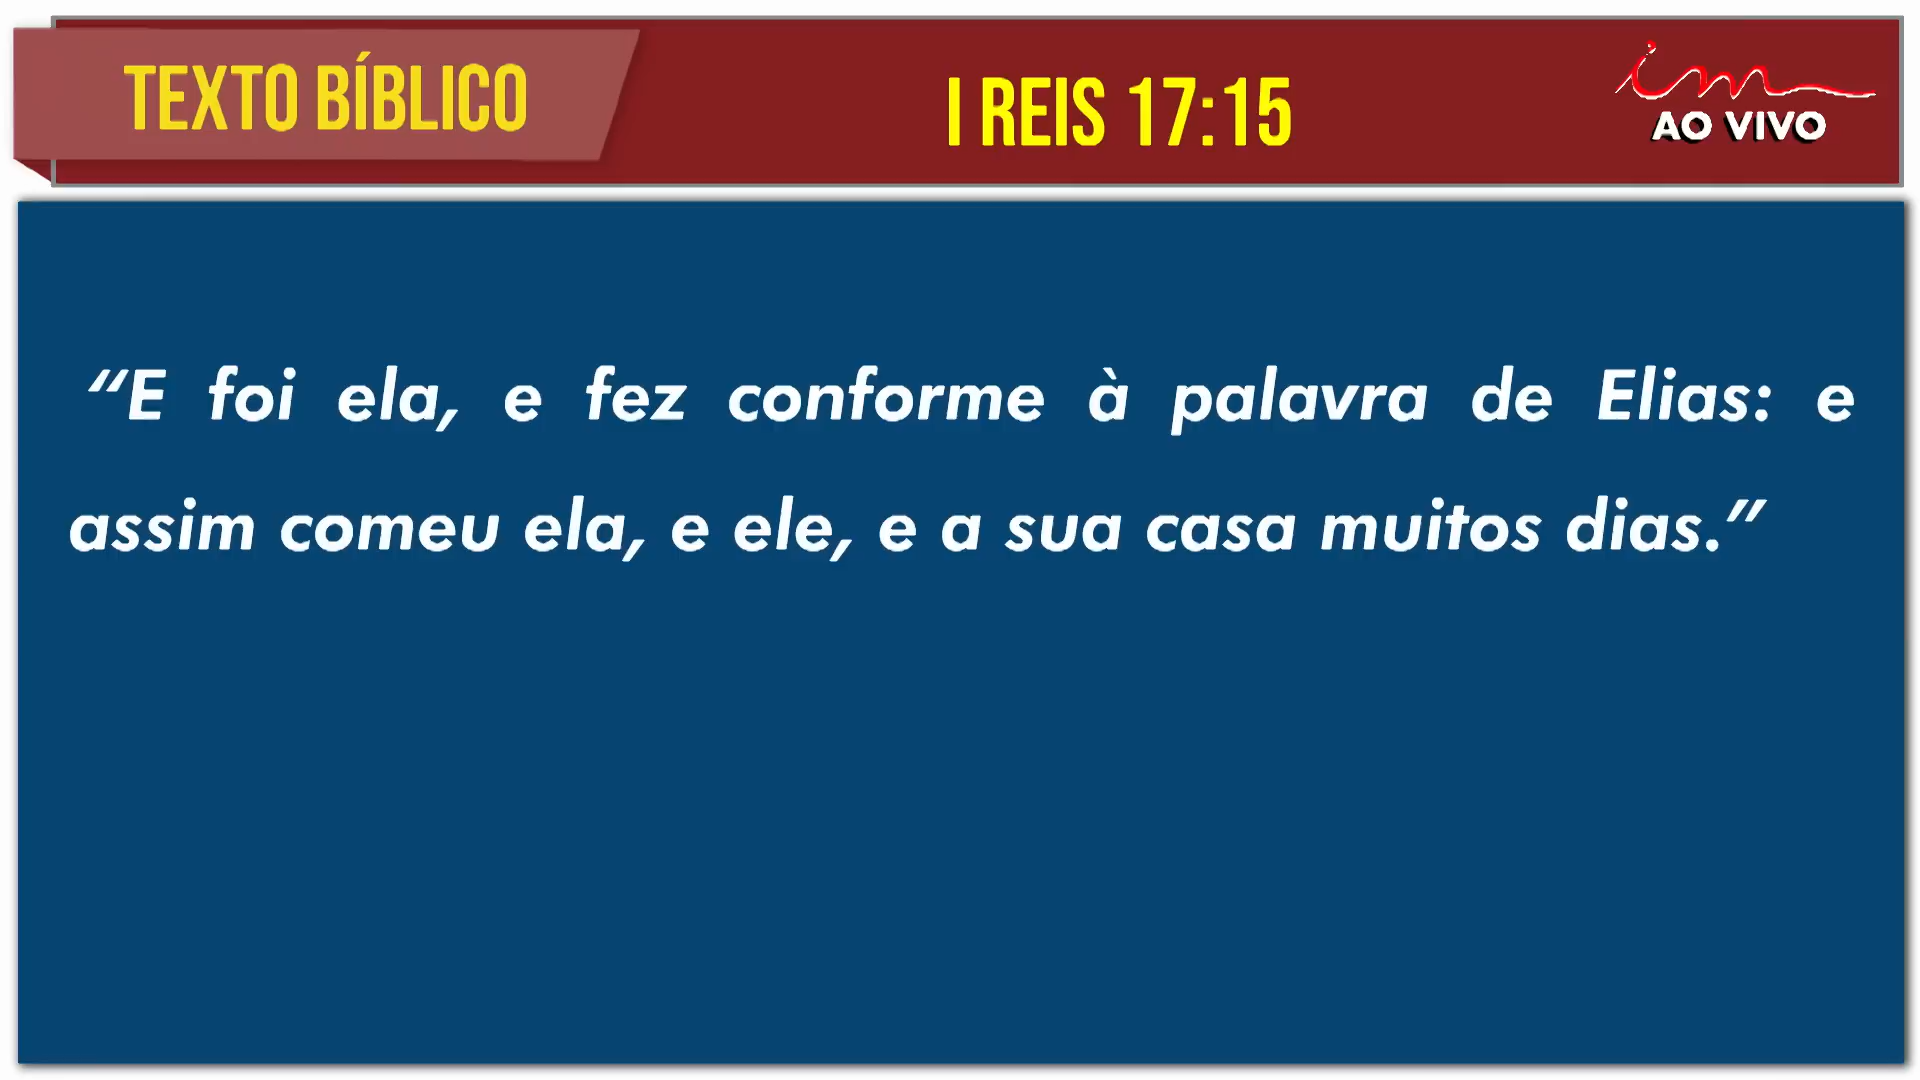 TEXTO BÍBLICO
I REIS 17:15
im
AO VIVO
“E foi ela, e fez conforme à palavra de Elias: e
assim comeu ela, e ele, e a sua casa muitos dias.”